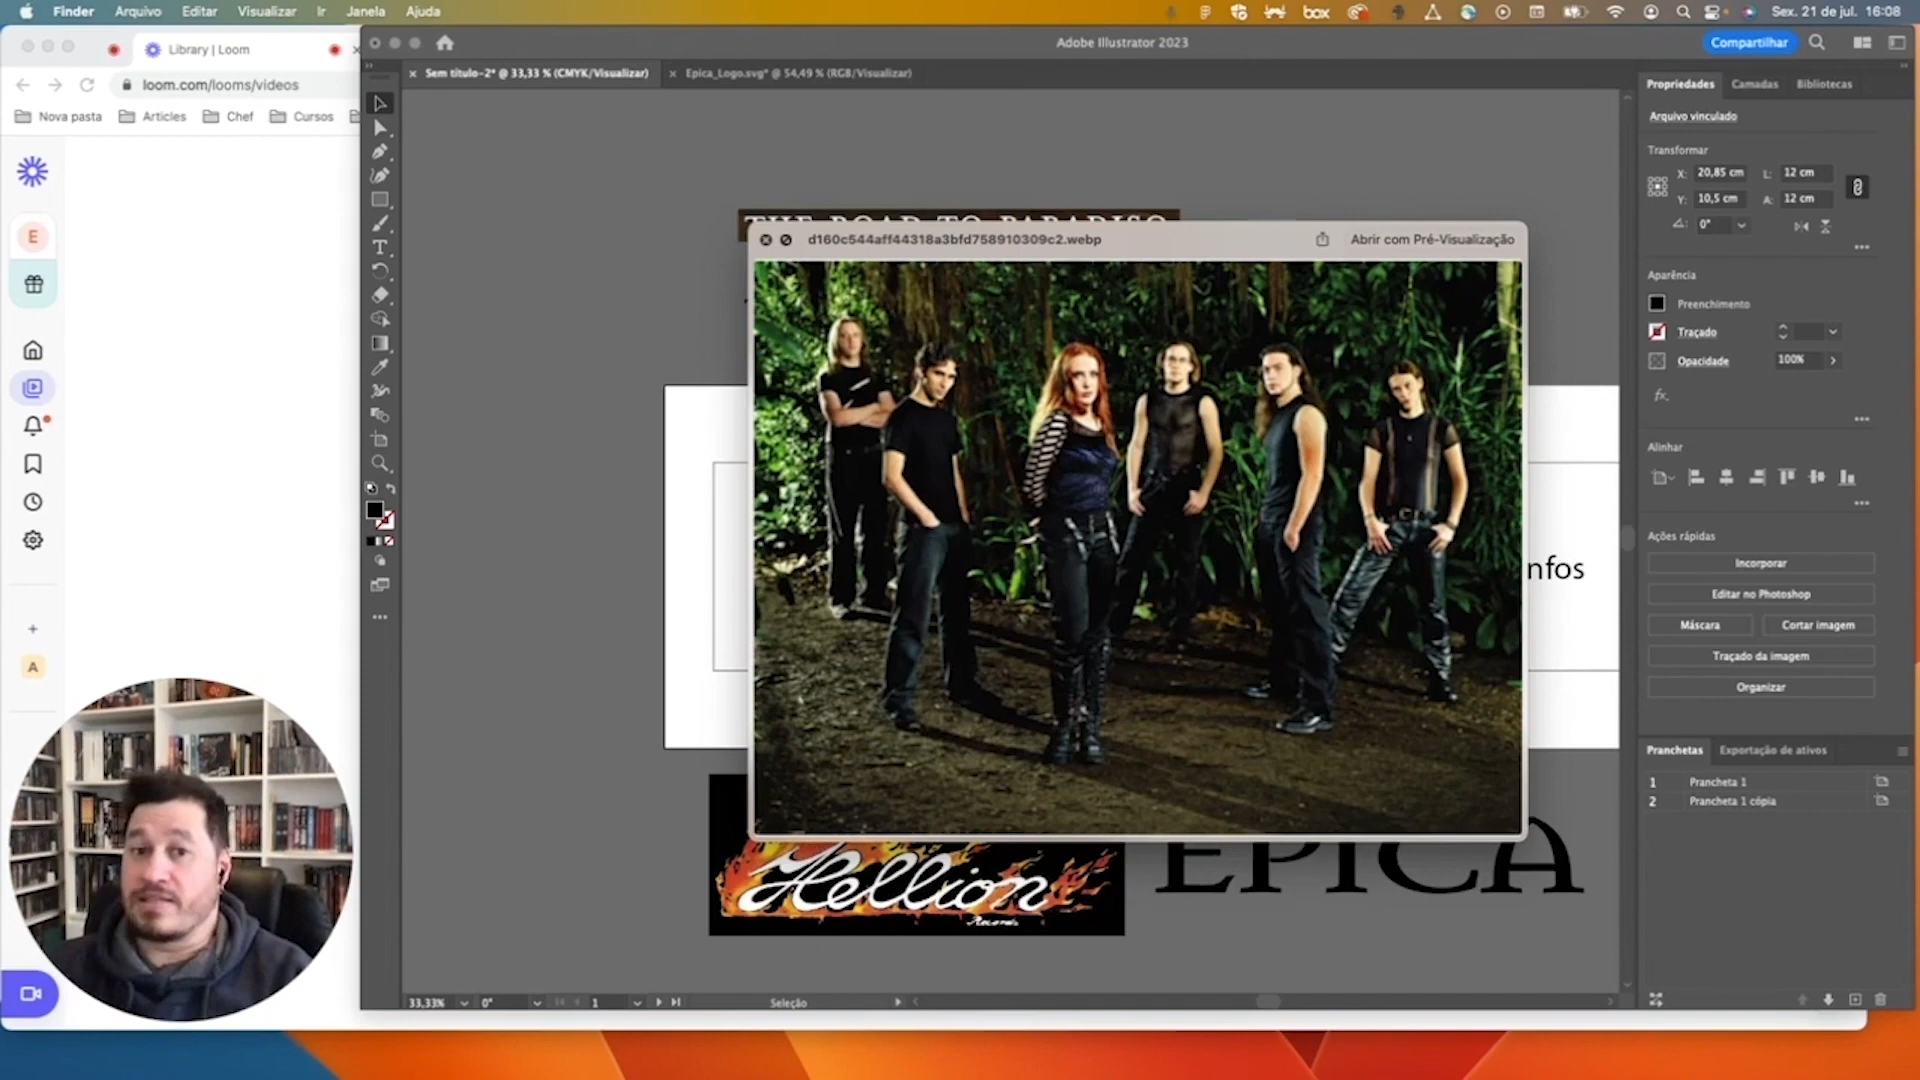 Finder Arquivo Editar Visualizar Ir Janela Ajuda
box
Sex. 21 de jul. 16:08
Library | Loom
loom.com/looms/videos
Nova pasta Articles Chef Cursos
E
A
Adobe Illustrator 2023
Compartilhar
Sem título-2* @ 33,33 % (CMYK/Visualizar)
Epica_Logo.svg* @ 54,49 % (RGB/Visualizar)
THE ROAD TO PARADISO
d160c544aff44318a3bfd758910309c2.webp
Abrir com Pré-Visualização
nfos
Hellion
Records
EPICA
33,33%
0°
1
Seleção
Propriedades Camadas Bibliotecas
Arquivo vinculado
Transformar
X: 20,85 cm L: 12 cm
Y: 10,5 cm A: 12 cm
0°
Aparência
Preenchimento
Traçado
Opacidade 100%
fx.
Alinhar
Ações rápidas
Incorporar
Editar no Photoshop
Máscara Cortar imagem
Traçado da imagem
Organizar
Pranchetas Exportação de ativos
1 Prancheta 1
2 Prancheta 1 cópia